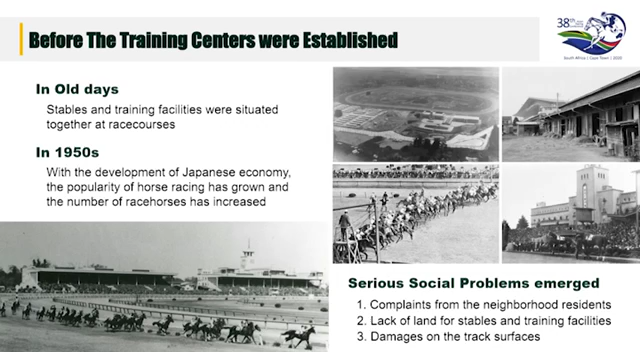 Before The Training Centers were Established
38th
South Africa | Cape Town | 2020
In Old days
Stables and training facilities were situated
together at racecourses
In 1950s
With the development of Japanese economy,
the popularity of horse racing has grown and
the number of racehorses has increased
Serious Social Problems emerged
1. Complaints from the neighborhood residents
2. Lack of land for stables and training facilities
3. Damages on the track surfaces